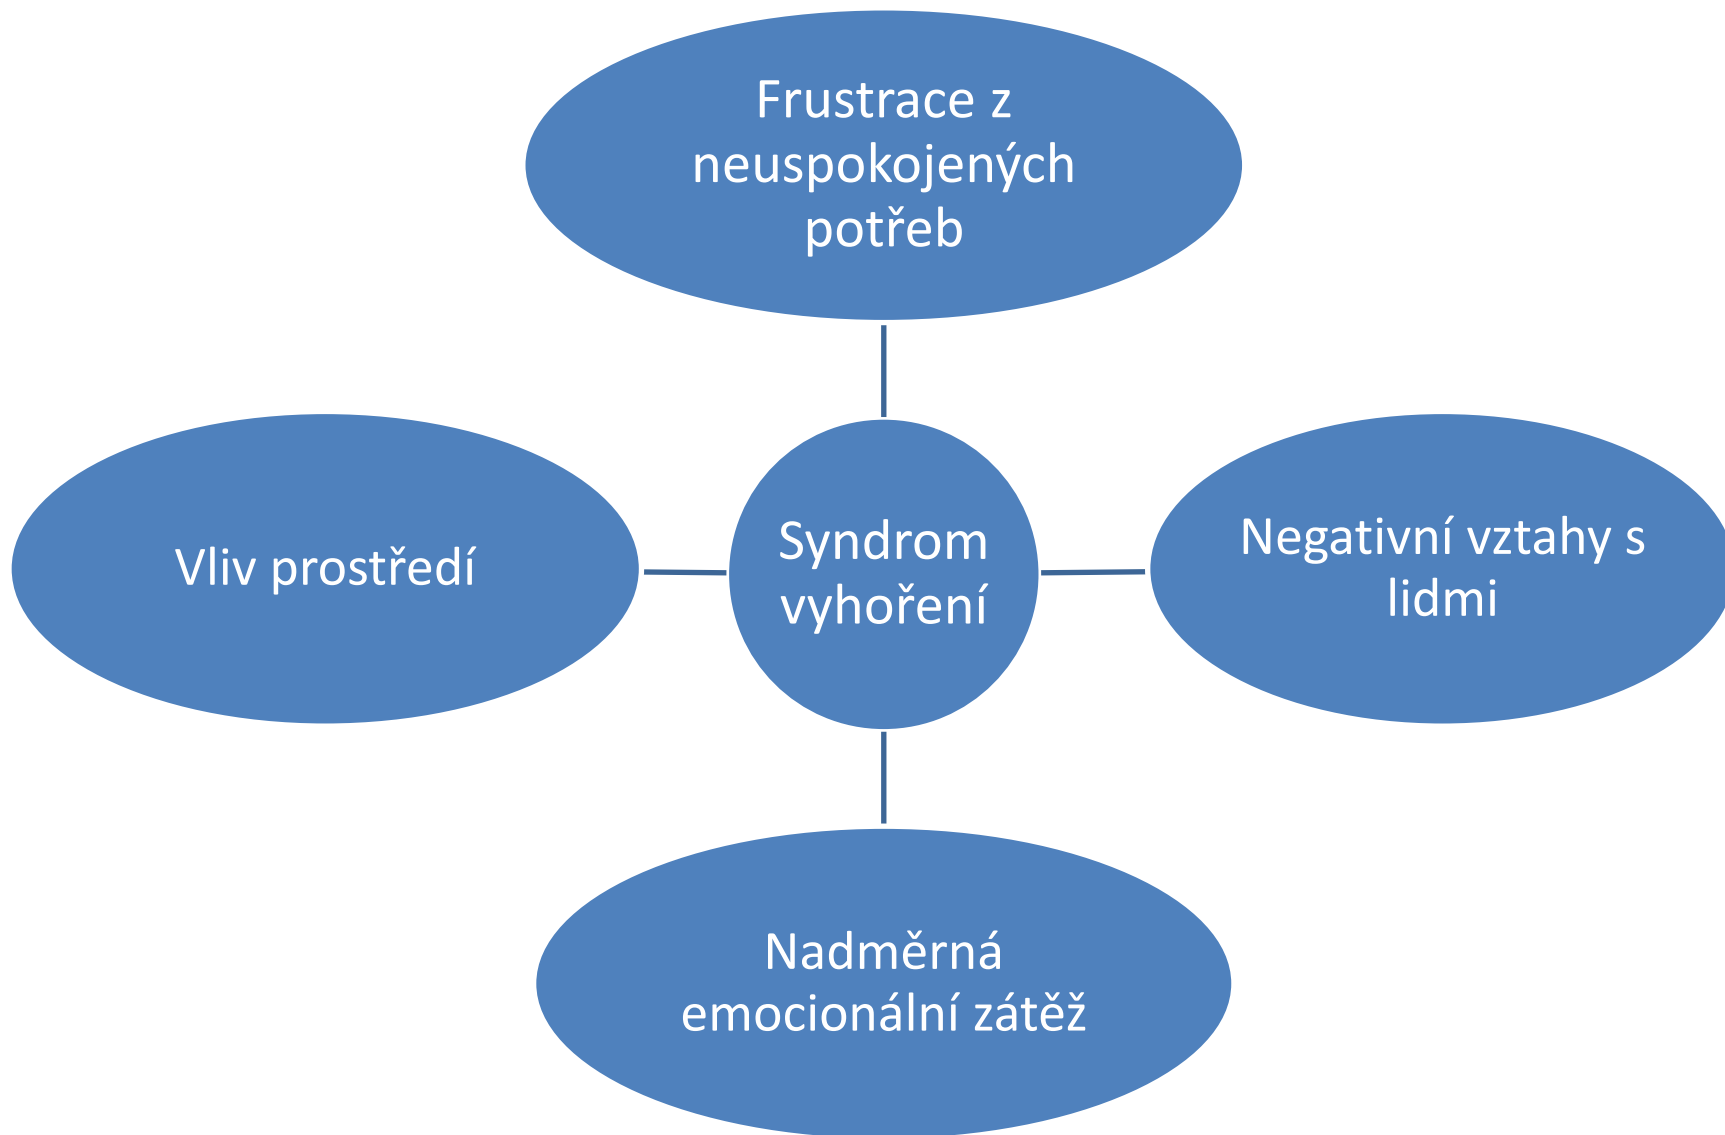 Frustrace z
neuspokojených
potřeb
Vliv prostředí
Syndrom
vyhoření
Negativní vztahy s
lidmi
Nadměrná
emocionální zátěž